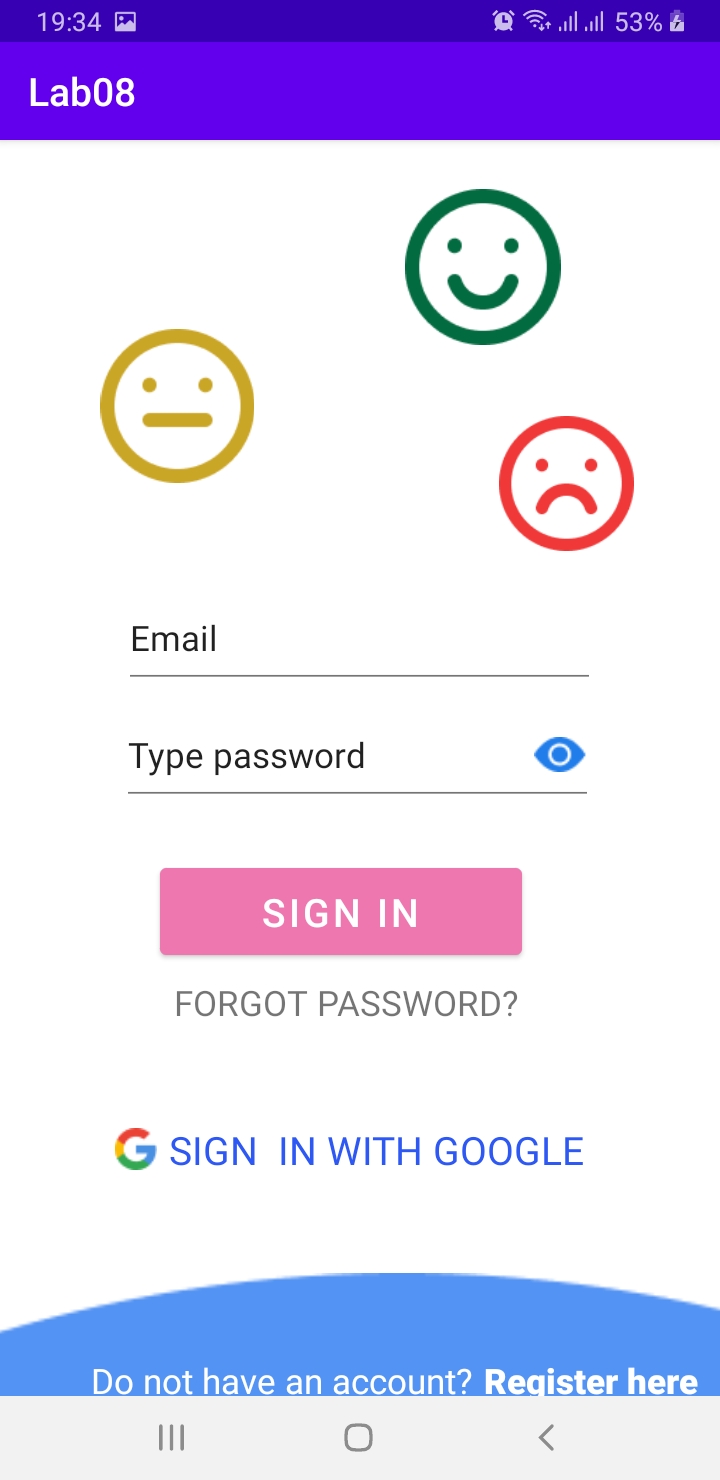 19:34 53%
Lab08
Email
Type password
SIGN IN
FORGOT PASSWORD?
SIGN  IN WITH GOOGLE
Do not have an account? Register here